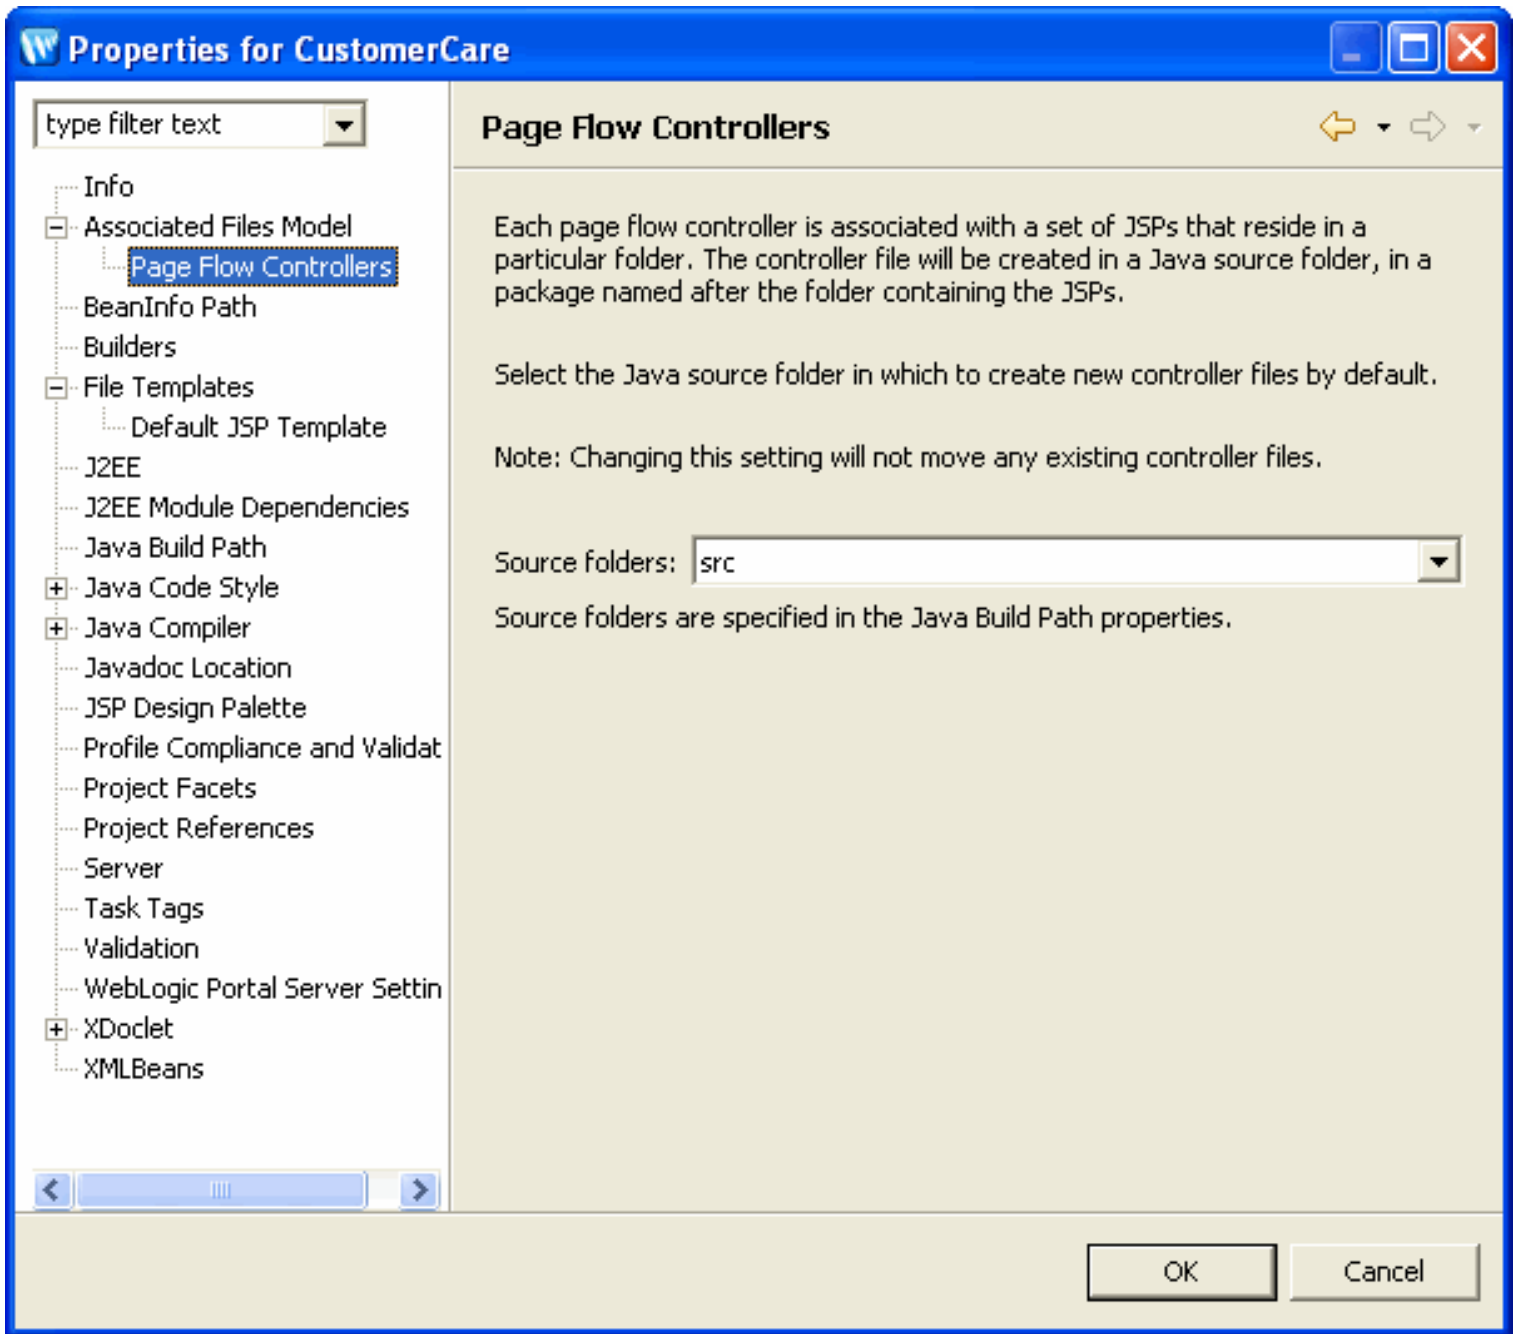 Properties for CustomerCare
type filter text
Info
Associated Files Model
Page Flow Controllers
BeanInfo Path
Builders
File Templates
Default JSP Template
J2EE
J2EE Module Dependencies
Java Build Path
Java Code Style
Java Compiler
Javadoc Location
JSP Design Palette
Profile Compliance and Validat
Project Facets
Project References
Server
Task Tags
Validation
WebLogic Portal Server Settin
XDoclet
XMLBeans
Page Flow Controllers
Each page flow controller is associated with a set of JSPs that reside in a
particular folder. The controller file will be created in a Java source folder, in a
package named after the folder containing the JSPs.
Select the Java source folder in which to create new controller files by default.
Note: Changing this setting will not move any existing controller files.
Source folders: src
Source folders are specified in the Java Build Path properties.
OK Cancel